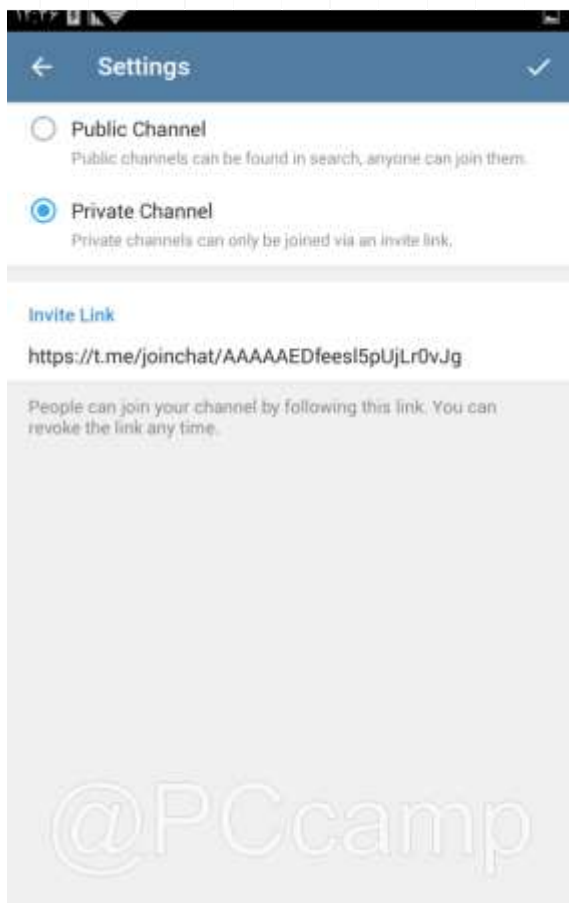 Settings
Public Channel
Public channels can be found in search, anyone can join them.
Private Channel
Private channels can only be joined via an invite link.
Invite Link
https://t.me/joinchat/AAAAAEDfeesl5pUjLr0vJg
People can join your channel by following this link. You can
revoke the link any time.
@PCcamp